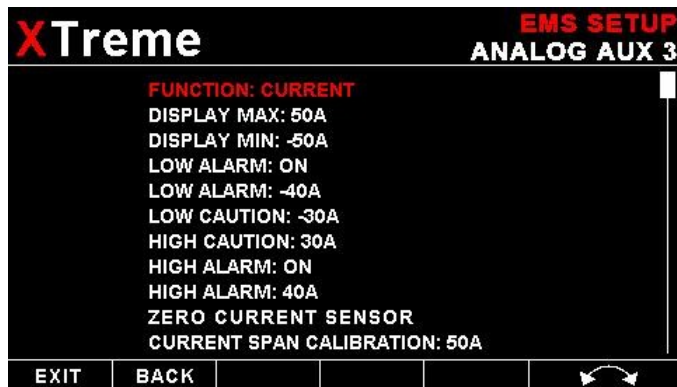 XTreme
EMS SETUP
ANALOG AUX 3
FUNCTION: CURRENT
DISPLAY MAX: 50A
DISPLAY MIN: -50A
LOW ALARM: ON
LOW ALARM: -40A
LOW CAUTION: -30A
HIGH CAUTION: 30A
HIGH ALARM: ON
HIGH ALARM: 40A
ZERO CURRENT SENSOR
CURRENT SPAN CALIBRATION: 50A
EXIT BACK